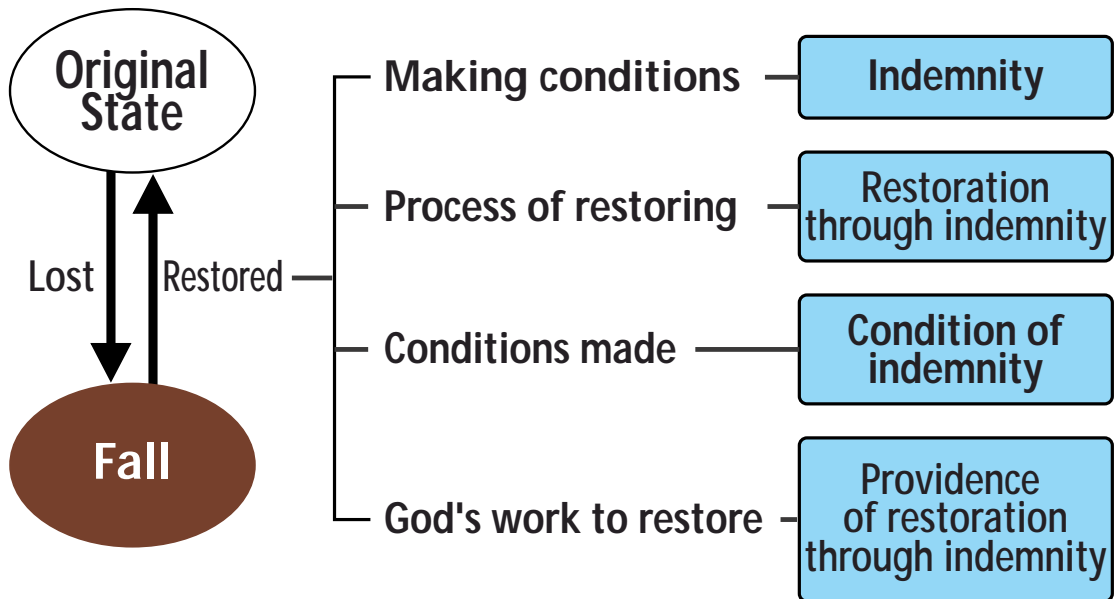 Original
State
Lost
Restored
Fall
Making conditions
Indemnity
Process of restoring
Restoration
through indemnity
Conditions made
Condition of
indemnity
God's work to restore
Providence
of restoration
through indemnity